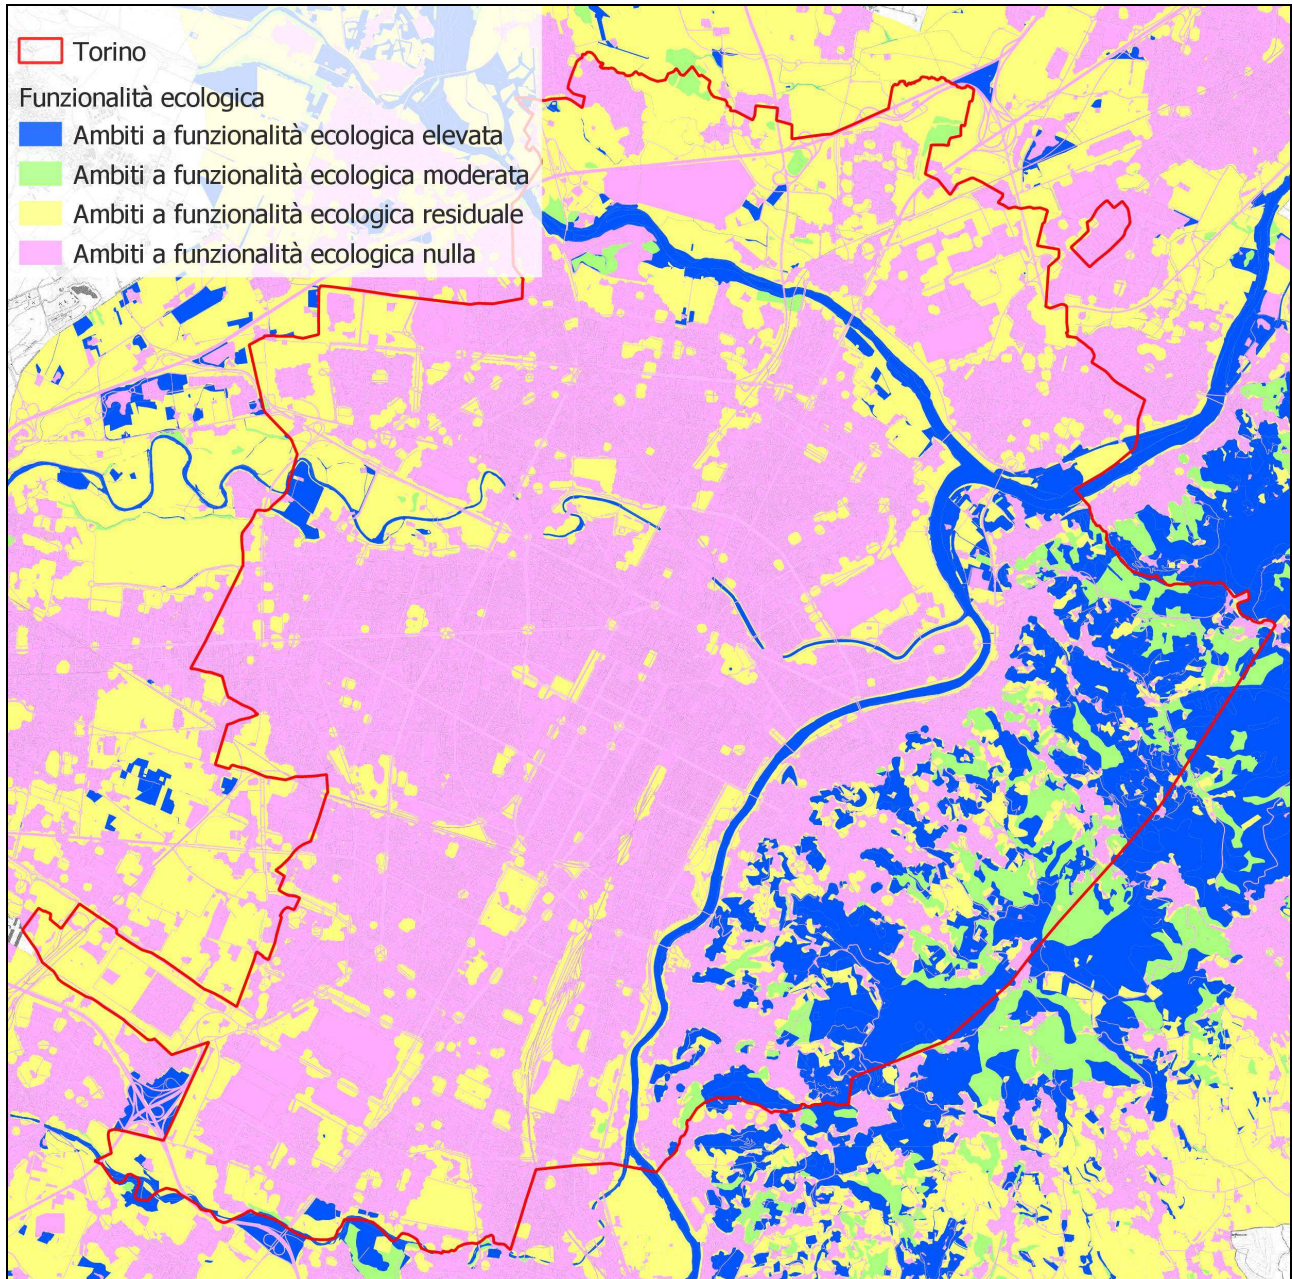 Torino
Funzionalità ecologica
Ambiti a funzionalità ecologica elevata
Ambiti a funzionalità ecologica moderata
Ambiti a funzionalità ecologica residuale
Ambiti a funzionalità ecologica nulla